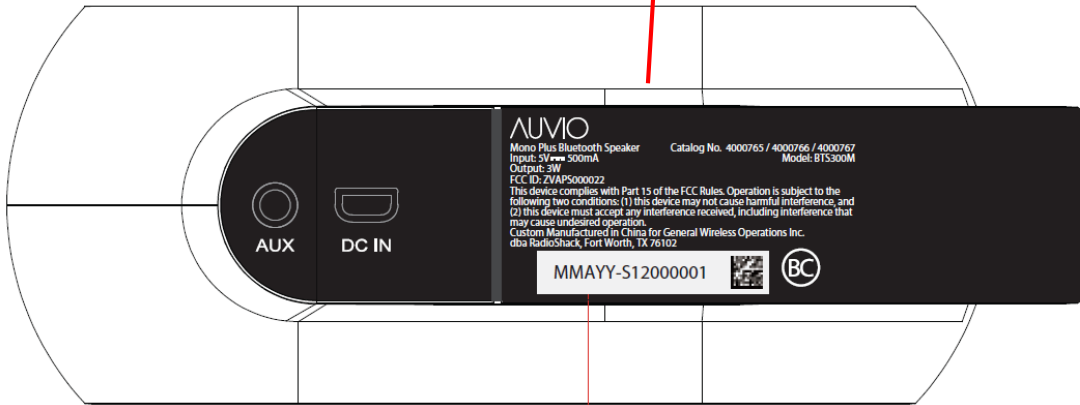 AUVIO
Mono Plus Bluetooth Speaker Catalog No. 4000765 / 4000766 / 4000767
Input: 5V 500mA Model: BTS300M
Output: 3W
FCC ID: ZVAPS000022
This device complies with Part 15 of the FCC Rules. Operation is subject to the
following two conditions: (1) this device may not cause harmful interference, and
(2) this device must accept any interference received, including interference that
may cause undesired operation.
Custom Manufactured in China for General Wireless Operations Inc.
dba RadioShack, Fort Worth, TX 76102
AUX DC IN
MMAYY-S12000001
BC